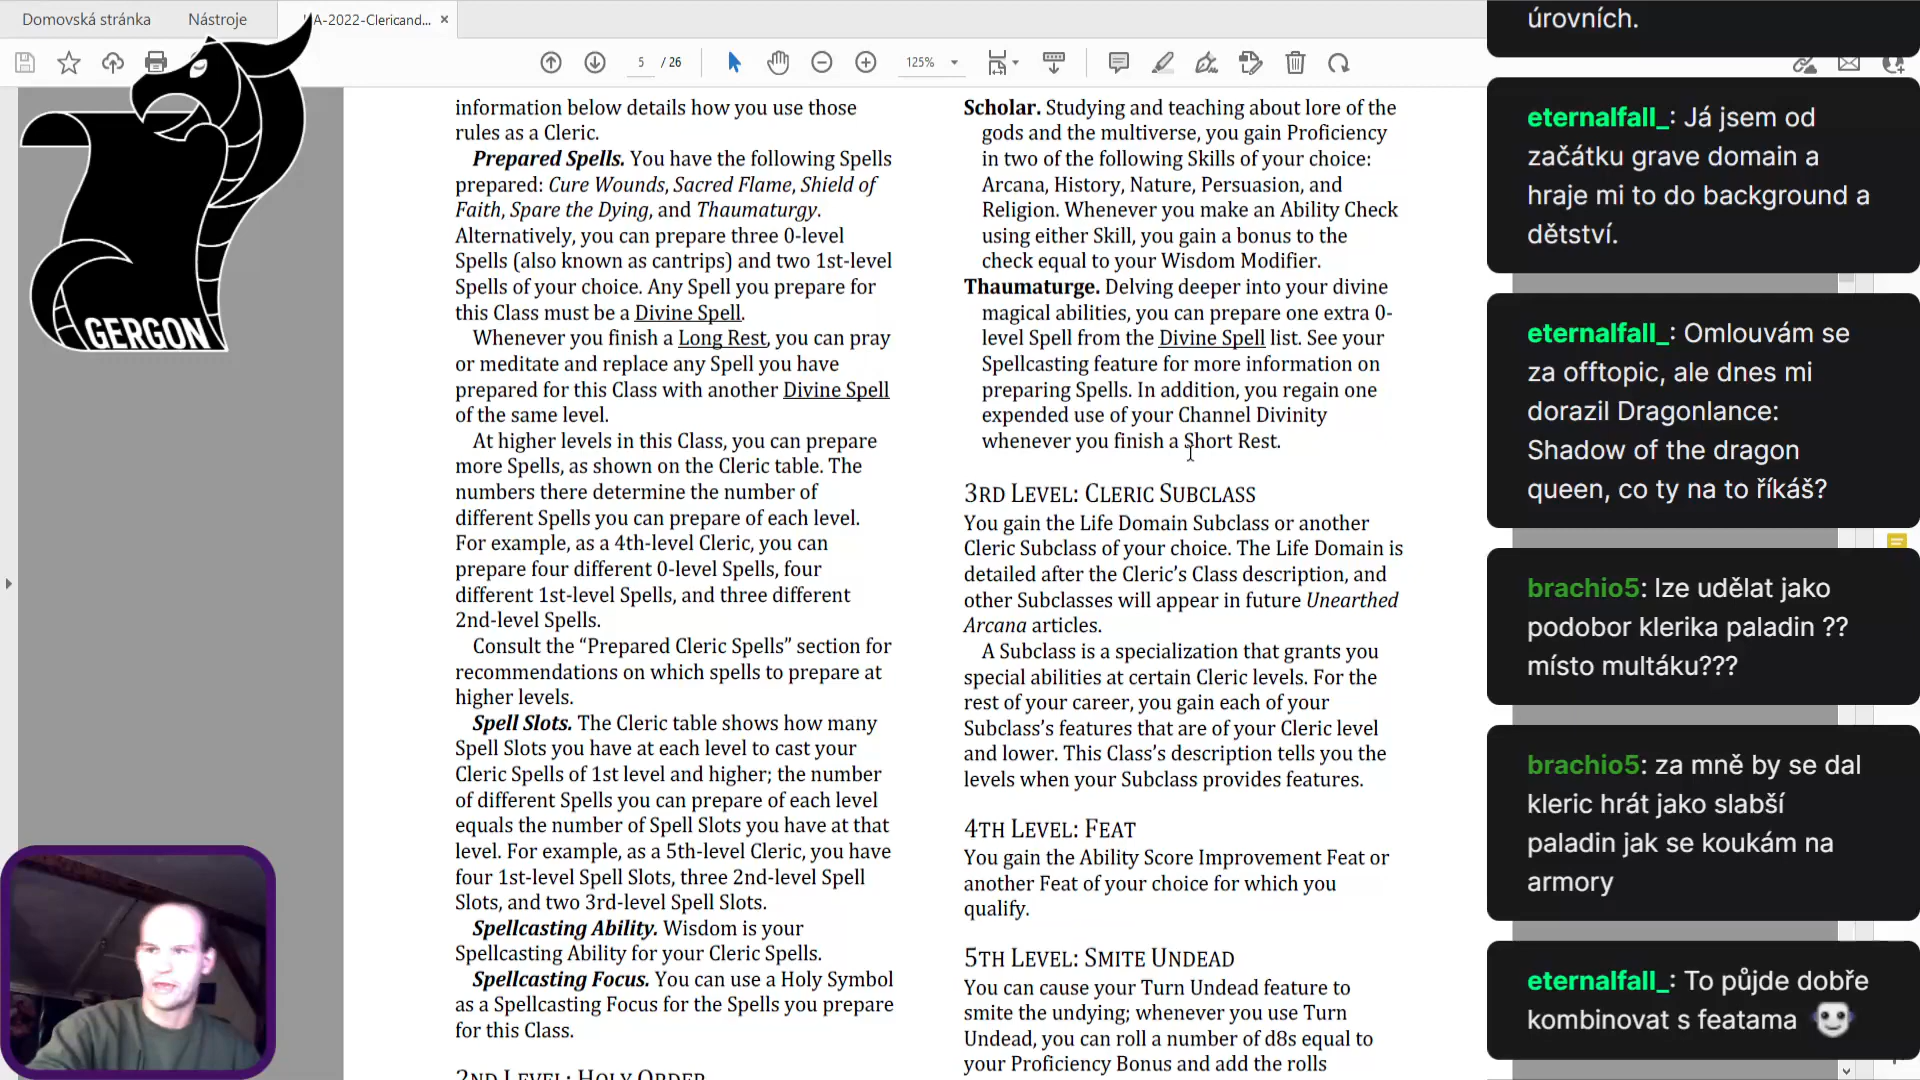 Domovská stránka
Nástroje
A-2022-Clericand...
5 / 26
125%
GERGON
information below details how you use those
rules as a Cleric.
Prepared Spells. You have the following Spells
prepared: Cure Wounds, Sacred Flame, Shield of
Faith, Spare the Dying, and Thaumaturgy.
Alternatively, you can prepare three 0-level
Spells (also known as cantrips) and two 1st-level
Spells of your choice. Any Spell you prepare for
this Class must be a Divine Spell.
Whenever you finish a Long Rest, you can pray
or meditate and replace any Spell you have
prepared for this Class with another Divine Spell
of the same level.
At higher levels in this Class, you can prepare
more Spells, as shown on the Cleric table. The
numbers there determine the number of
different Spells you can prepare of each level.
For example, as a 4th-level Cleric, you can
prepare four different 0-level Spells, four
different 1st-level Spells, and three different
2nd-level Spells.
Consult the “Prepared Cleric Spells” section for
recommendations on which spells to prepare at
higher levels.
Spell Slots. The Cleric table shows how many
Spell Slots you have at each level to cast your
Cleric Spells of 1st level and higher; the number
of different Spells you can prepare of each level
equals the number of Spell Slots you have at that
level. For example, as a 5th-level Cleric, you have
four 1st-level Spell Slots, three 2nd-level Spell
Slots, and two 3rd-level Spell Slots.
Spellcasting Ability. Wisdom is your
Spellcasting Ability for your Cleric Spells.
Spellcasting Focus. You can use a Holy Symbol
as a Spellcasting Focus for the Spells you prepare
for this Class.
2ND LEVEL: HOLY ORDER
Scholar. Studying and teaching about lore of the
gods and the multiverse, you gain Proficiency
in two of the following Skills of your choice:
Arcana, History, Nature, Persuasion, and
Religion. Whenever you make an Ability Check
using either Skill, you gain a bonus to the
check equal to your Wisdom Modifier.
Thaumaturge. Delving deeper into your divine
magical abilities, you can prepare one extra 0-
level Spell from the Divine Spell list. See your
Spellcasting feature for more information on
preparing Spells. In addition, you regain one
expended use of your Channel Divinity
whenever you finish a Short Rest.
3RD LEVEL: CLERIC SUBCLASS
You gain the Life Domain Subclass or another
Cleric Subclass of your choice. The Life Domain is
detailed after the Cleric’s Class description, and
other Subclasses will appear in future Unearthed
Arcana articles.
A Subclass is a specialization that grants you
special abilities at certain Cleric levels. For the
rest of your career, you gain each of your
Subclass’s features that are of your Cleric level
and lower. This Class’s description tells you the
levels when your Subclass provides features.
4TH LEVEL: FEAT
You gain the Ability Score Improvement Feat or
another Feat of your choice for which you
qualify.
5TH LEVEL: SMITE UNDEAD
You can cause your Turn Undead feature to
smite the undying; whenever you use Turn
Undead, you can roll a number of d8s equal to
your Proficiency Bonus and add the rolls
úrovních.
eternalfall_: Já jsem od
začátku grave domain a
hraje mi to do background a
dětství.
eternalfall_: Omlouvám se
za offtopic, ale dnes mi
dorazil Dragonlance:
Shadow of the dragon
queen, co ty na to říkáš?
brachio5: lze udělat jako
podobor klerika paladin ??
místo multáku???
brachio5: za mně by se dal
kleric hrát jako slabší
paladin jak se koukám na
armory
eternalfall_: To půjde dobře
kombinovat s featama